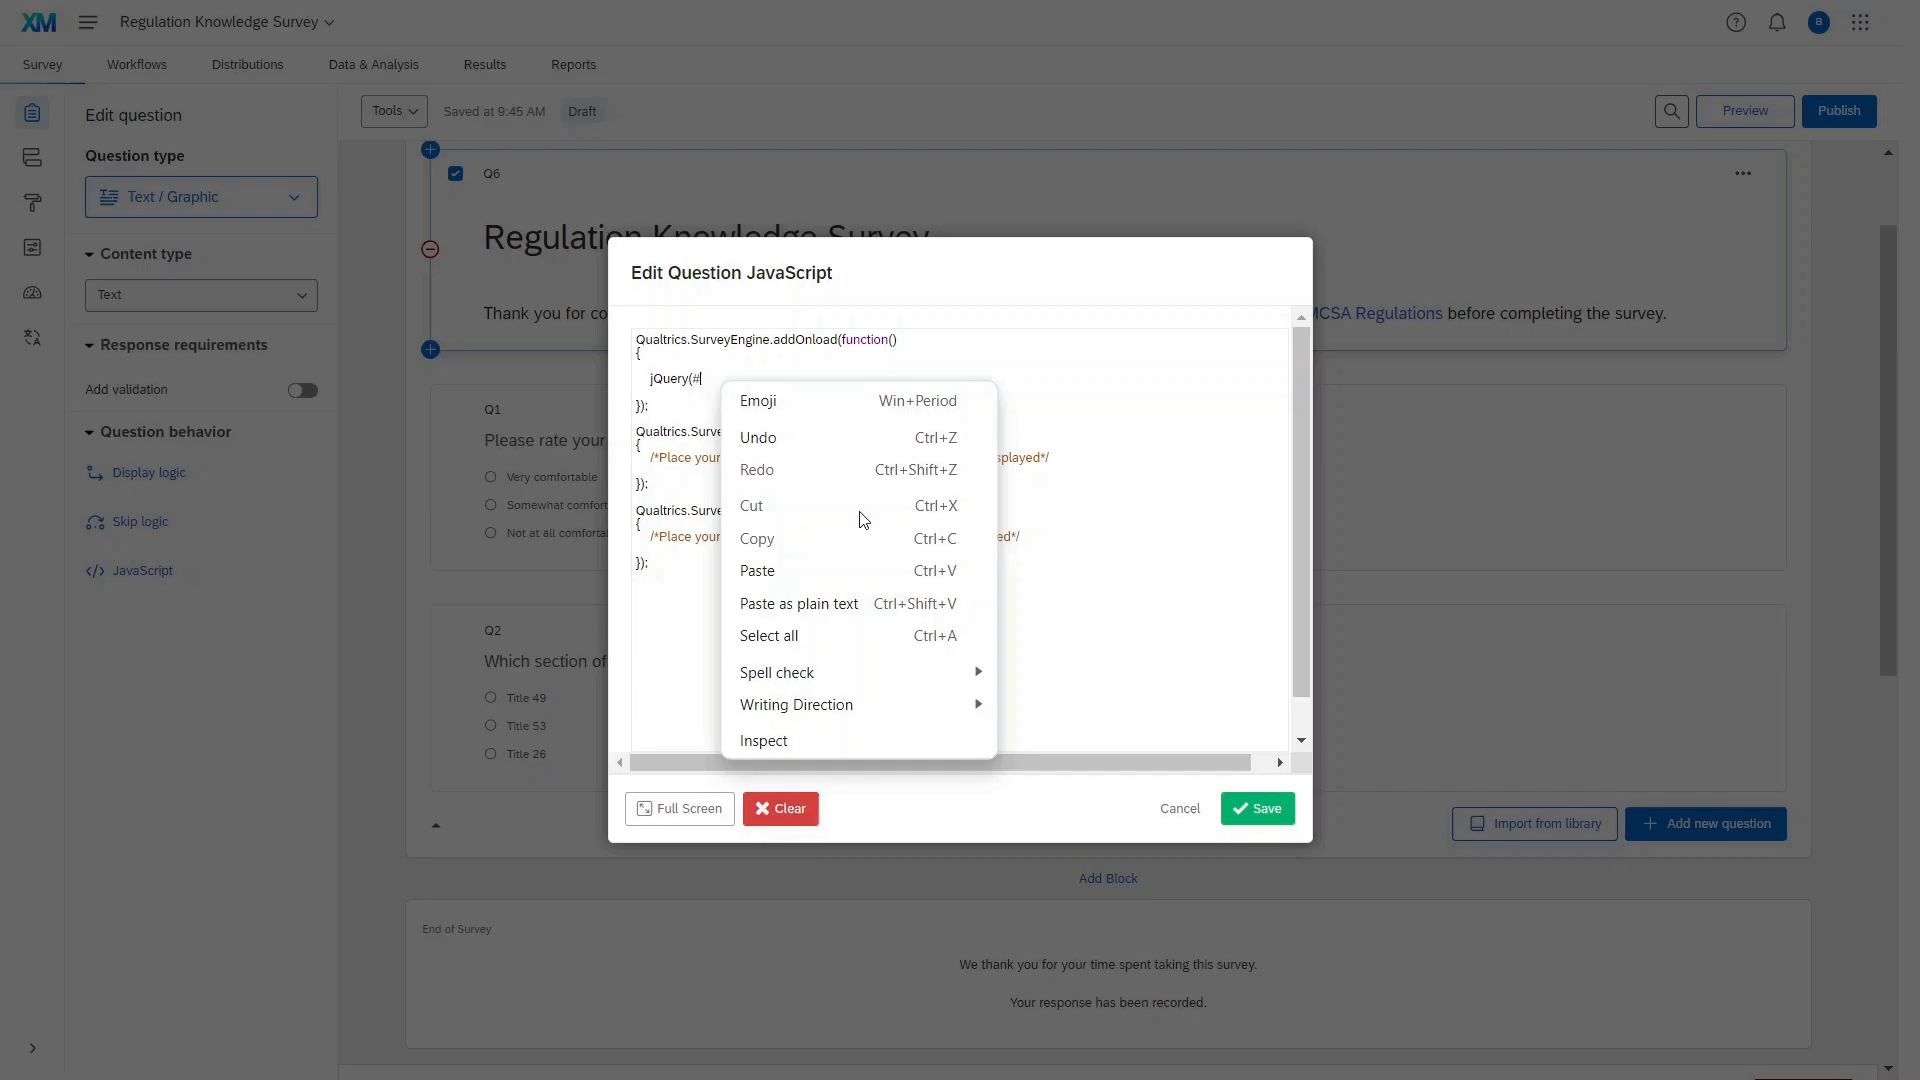 XM
Regulation Knowledge Survey
B
Survey
Workflows
Distributions
Data & Analysis
Results
Reports
Edit question
Tools
Saved at 9:45 AM
Draft
Preview
Publish
Question type
Text / Graphic
Content type
Text
Response requirements
Add validation
Question behavior
Display logic
Skip logic
JavaScript
Q6
Regulation Knowledge Survey
Thank you for co
MCSA Regulations before completing the survey.
Q1
Please rate your
Very comfortable
Somewhat comfort
Not at all comforta
Q2
Which section of
Title 49
Title 53
Title 26
Edit Question JavaScript
Qualtrics.SurveyEngine.addOnload(function()
{
jQuery(#
});
Qualtrics.Surve
{
/*Place your
splayed*/
});
Qualtrics.Surve
{
/*Place your
ed*/
});
Emoji Win+Period
Undo Ctrl+Z
Redo Ctrl+Shift+Z
Cut Ctrl+X
Copy Ctrl+C
Paste Ctrl+V
Paste as plain text Ctrl+Shift+V
Select all Ctrl+A
Spell check
Writing Direction
Inspect
Full Screen
Clear
Cancel
Save
Import from library
Add new question
Add Block
End of Survey
We thank you for your time spent taking this survey.
Your response has been recorded.